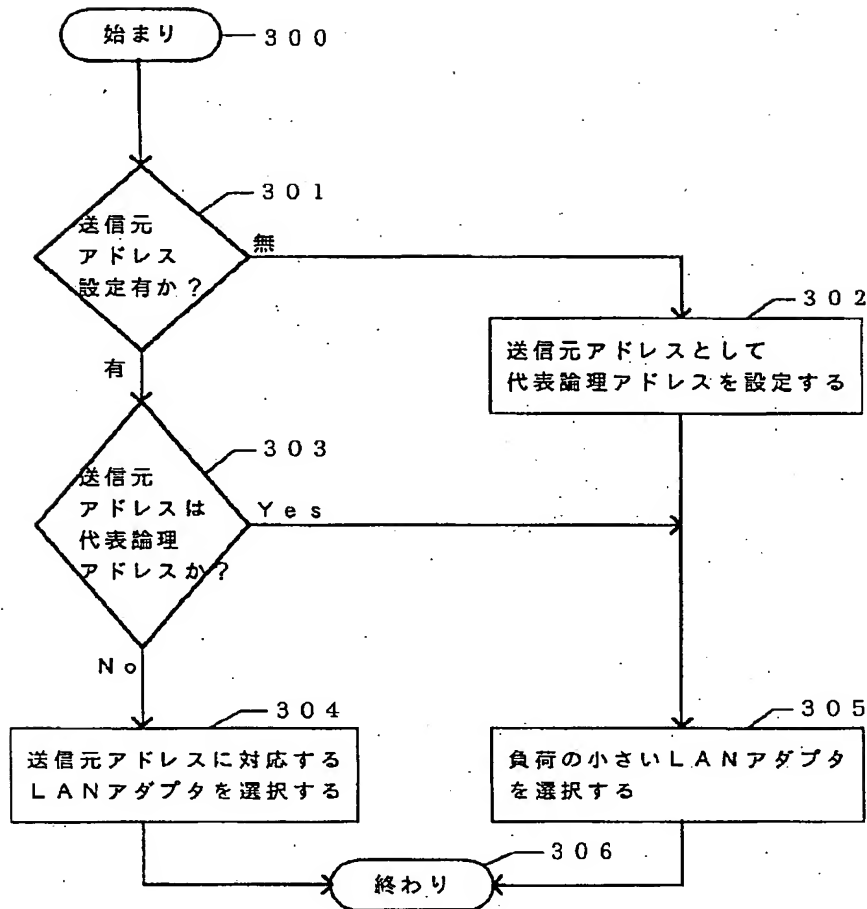 始まり
300
301
送信元
アドレス
設定有か?
無
有
302
送信元アドレスとして
代表論理アドレスを設定する
303
送信元
アドレスは
代表論理
アドレスか?
Yes
No
304
送信元アドレスに対応する
LANアダプタを選択する
305
負荷の小さいLANアダプタ
を選択する
306
終わり